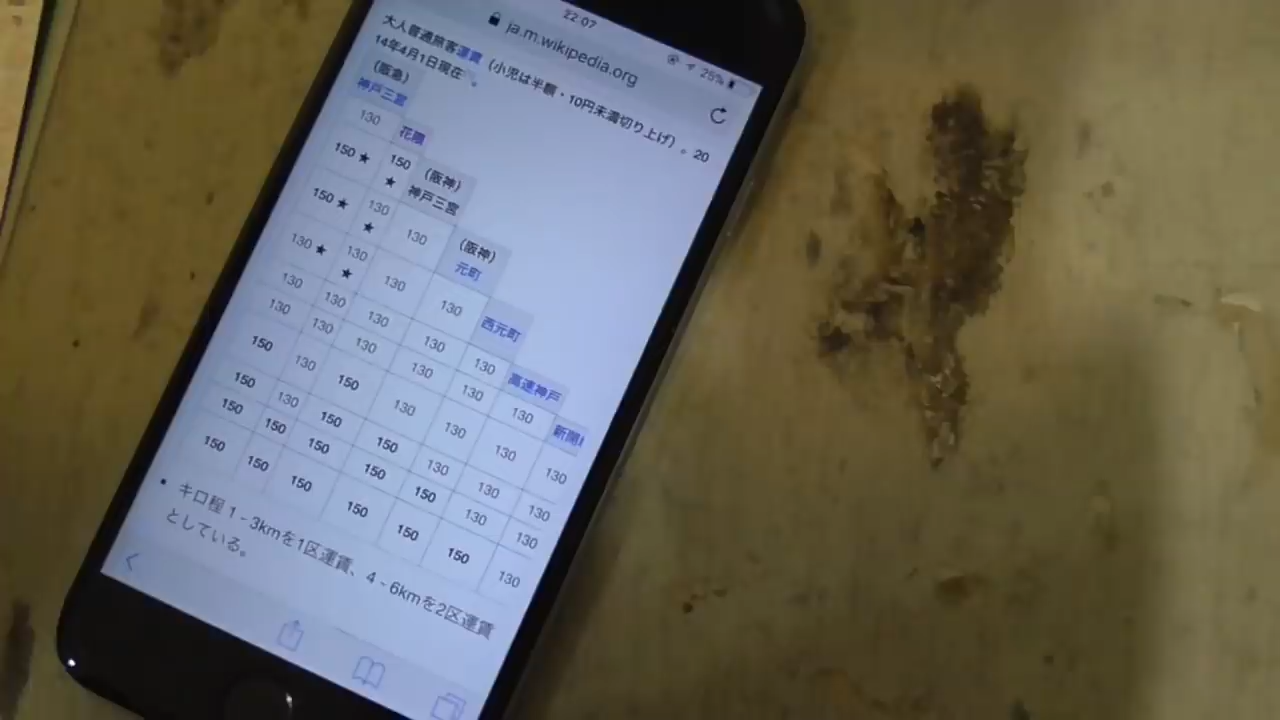 22:07
ja.m.wikipedia.org
25%
大人普通旅客運賃（小児は半額・10円未満切り上げ）。20
14年4月1日現在 。
（阪急）
神戸三宮
130 花隈
150★ 150★ （阪神）神戸三宮
150★ 130★ 130 （阪神）元町
130★ 130★ 130 130 西元町
130 130 130 130 130 高速神戸
130 130 130 130 130 130 新開
150 130 150 130 130 130 130
150 130 150 150 130 130 130
150 150 150 150 150 130 130
150 150 150 150 150 150 130
• キロ程 1 - 3kmを1区運賃、4 - 6kmを2区運賃
としている。